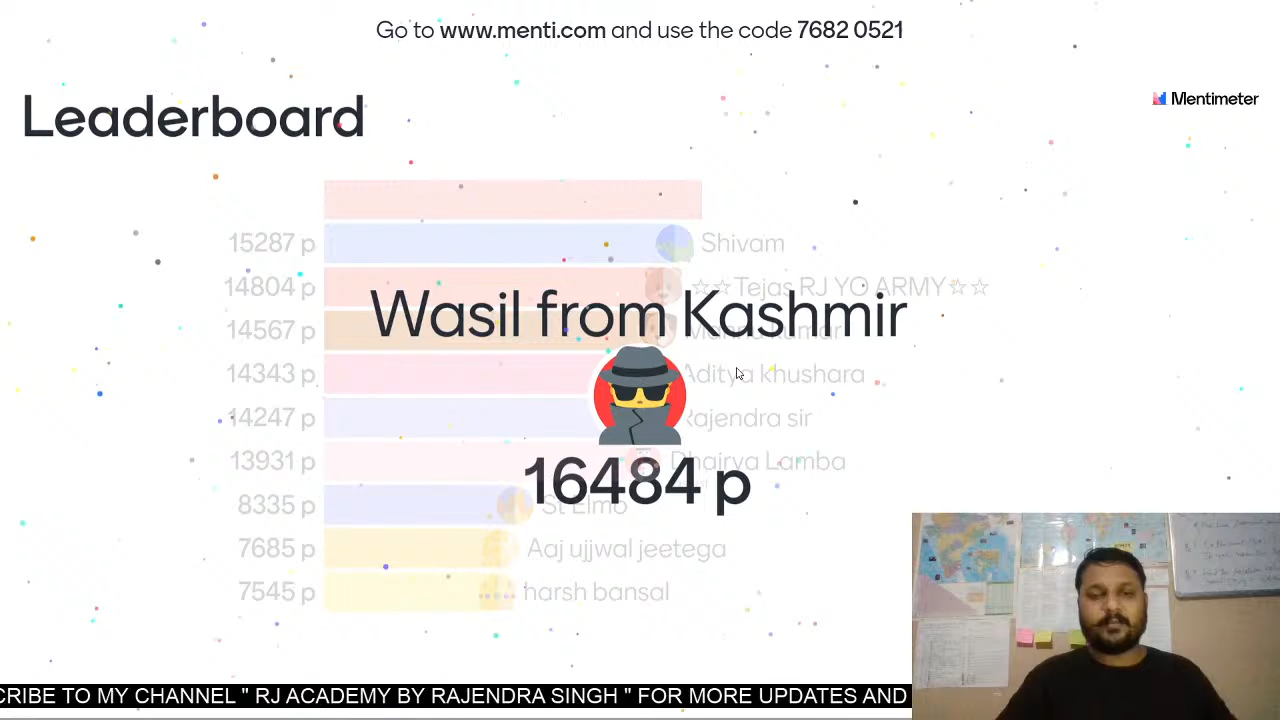 Go to www.menti.com and use the code 7682 0521
Leaderboard
Mentimeter
15287 p Shivam
14804 p ☆☆Tejas RJ YO ARMY☆☆
Wasil from Kashmir
14567 p
14343 p Aditya khushara
14247 p Rajendra sir
13931 p Dhairya Lamba
16484 p
8335 p St Elmo
7685 p Aaj ujjwal jeetega
7545 p harsh bansal
CRIBE TO MY CHANNEL " RJ ACADEMY BY RAJENDRA SINGH " FOR MORE UPDATES AND